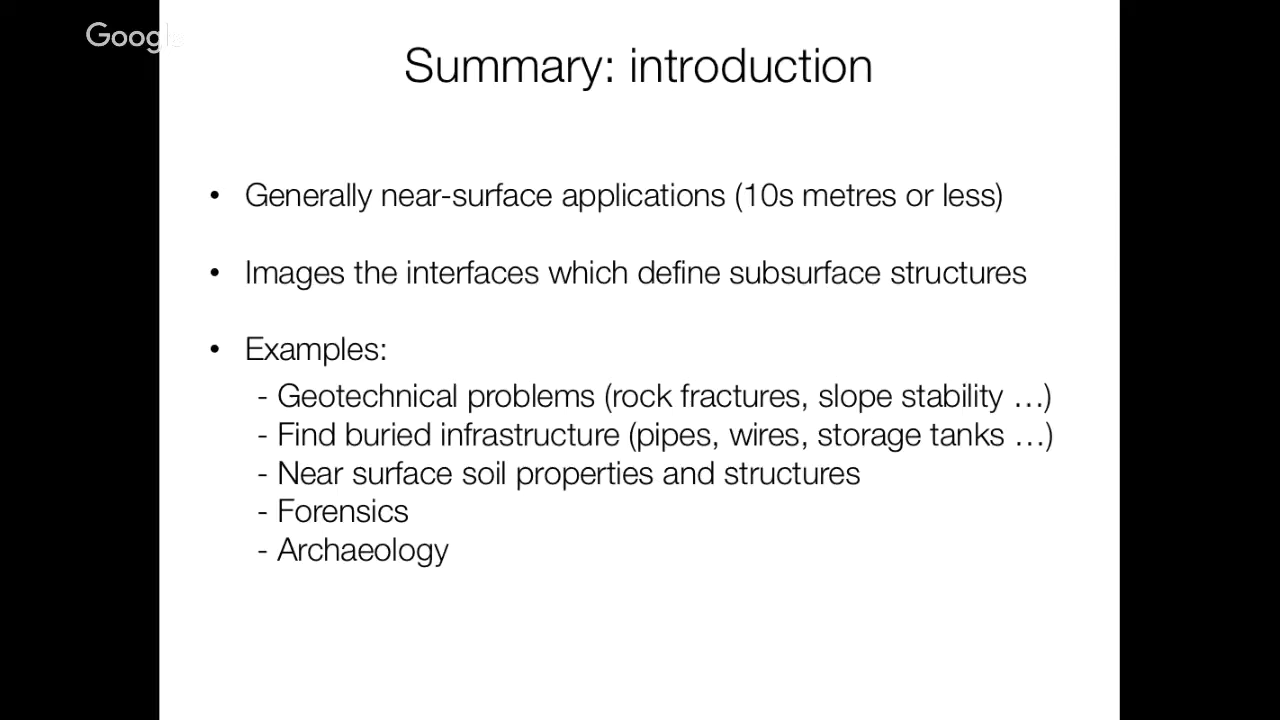 Google
Summary: introduction
• Generally near-surface applications (10s metres or less)
• Images the interfaces which define subsurface structures
• Examples:
- Geotechnical problems (rock fractures, slope stability …)
- Find buried infrastructure (pipes, wires, storage tanks …)
- Near surface soil properties and structures
- Forensics
- Archaeology